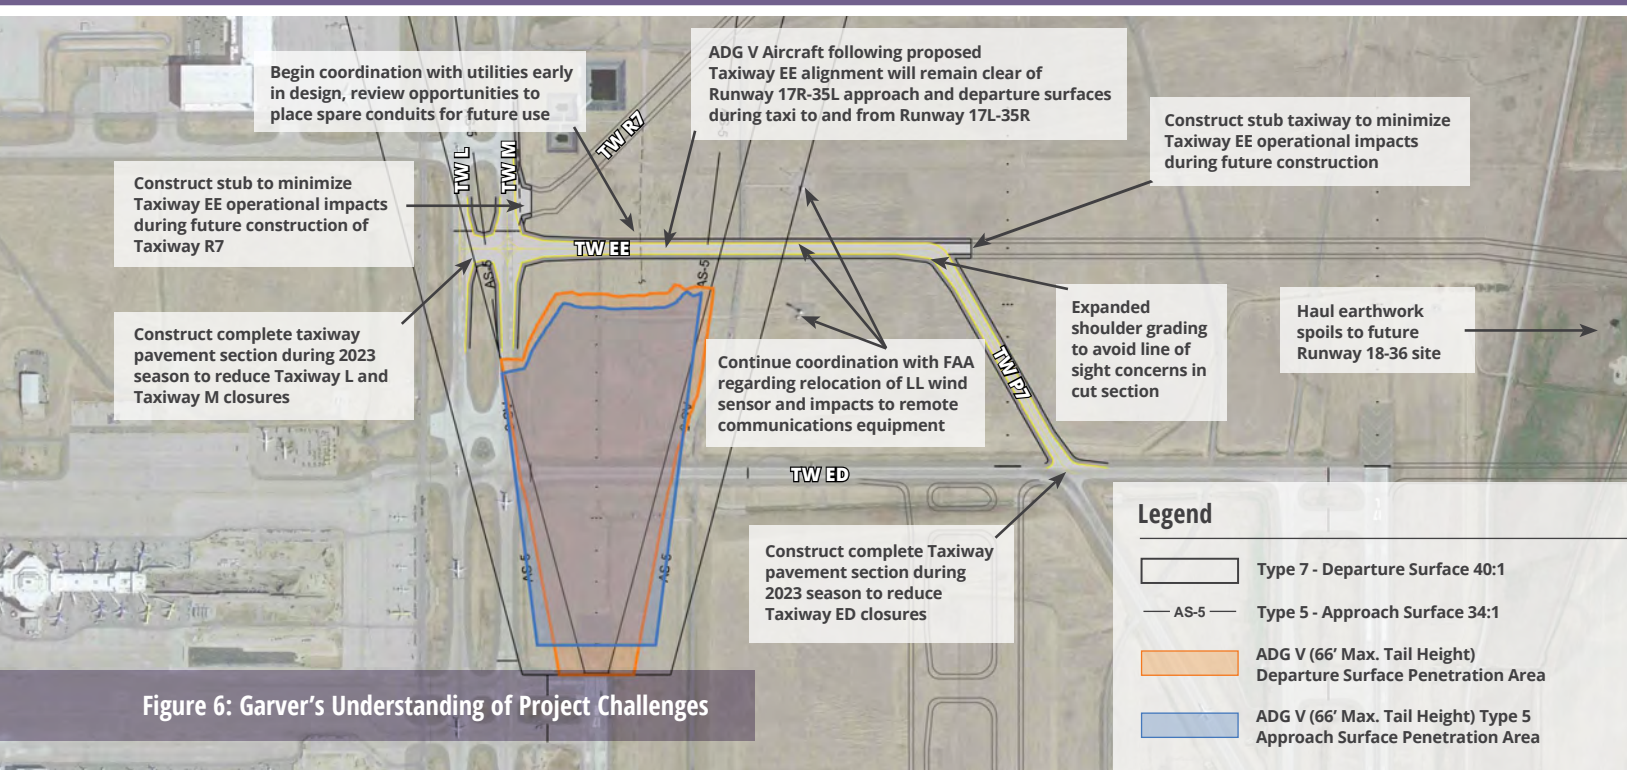 Begin coordination with utilities early
in design, review opportunities to
place spare conduits for future use
ADG V Aircraft following proposed
Taxiway EE alignment will remain clear of
Runway 17R-35L approach and departure surfaces
during taxi to and from Runway 17L-35R
Construct stub taxiway to minimize
Taxiway EE operational impacts
during future construction
TW L
TW M
TW R7
Construct stub to minimize
Taxiway EE operational impacts
during future construction of
Taxiway R7
TW EE
AS-5
AS-5
Construct complete taxiway
pavement section during 2023
season to reduce Taxiway L and
Taxiway M closures
Continue coordination with FAA
regarding relocation of LL wind
sensor and impacts to remote
communications equipment
TW P7
Expanded
shoulder grading
to avoid line of
sight concerns in
cut section
Haul earthwork
spoils to future
Runway 18-36 site
TW ED
AS-5
AS-5
Construct complete Taxiway
pavement section during
2023 season to reduce
Taxiway ED closures
Legend
Type 7 - Departure Surface 40:1
AS-5
Type 5 - Approach Surface 34:1
ADG V (66’ Max. Tail Height)
Departure Surface Penetration Area
ADG V (66’ Max. Tail Height) Type 5
Approach Surface Penetration Area
Figure 6: Garver’s Understanding of Project Challenges